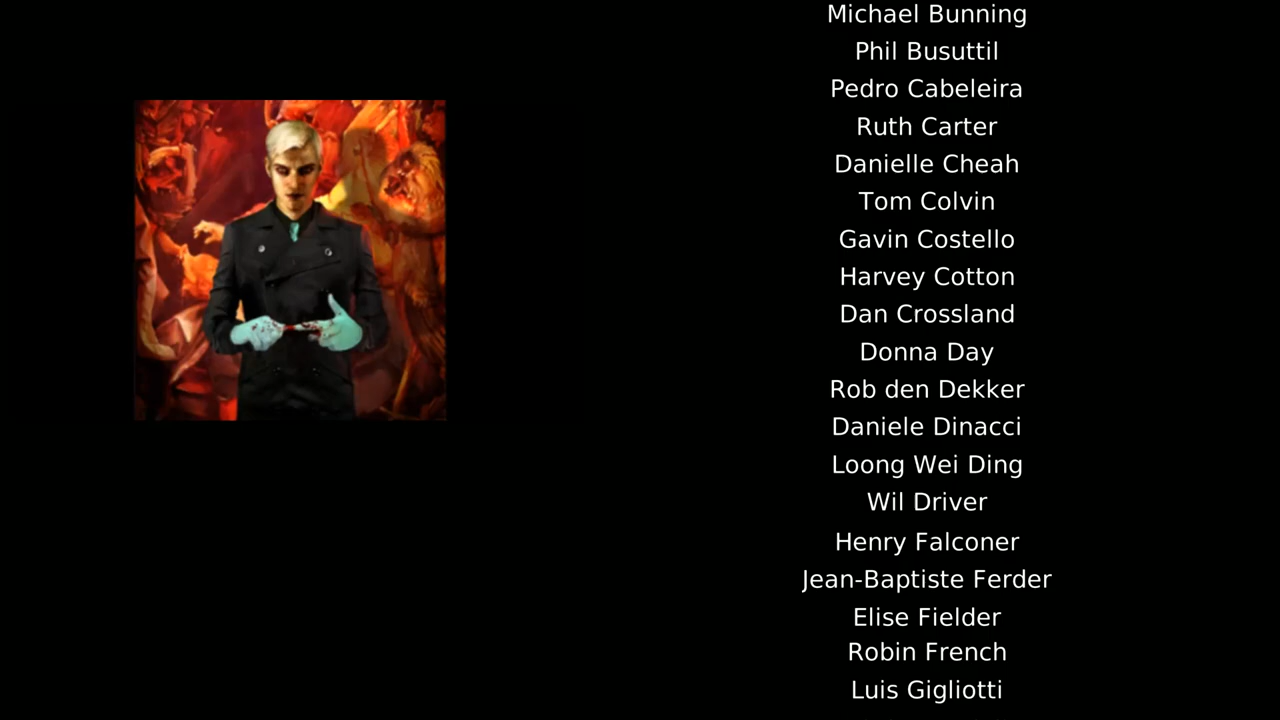 Michael Bunning
Phil Busuttil
Pedro Cabeleira
Ruth Carter
Danielle Cheah
Tom Colvin
Gavin Costello
Harvey Cotton
Dan Crossland
Donna Day
Rob den Dekker
Daniele Dinacci
Loong Wei Ding
Wil Driver
Henry Falconer
Jean-Baptiste Ferder
Elise Fielder
Robin French
Luis Gigliotti